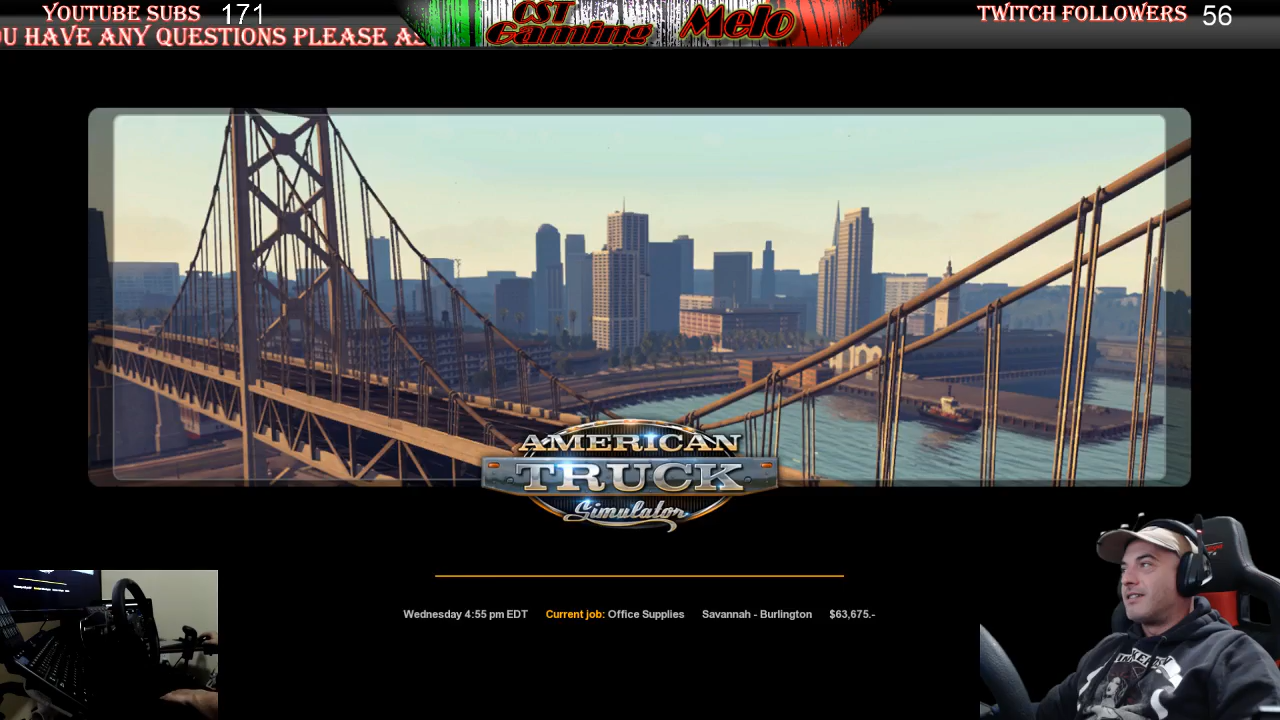 YOUTUBE SUBS 171
OU HAVE ANY QUESTIONS PLEASE AS
CST Gaming Melo
TWITCH FOLLOWERS 56
AMERICAN
TRUCK
Simulator
Wednesday 4:55 pm EDT Current job: Office Supplies Savannah - Burlington $63,675.-